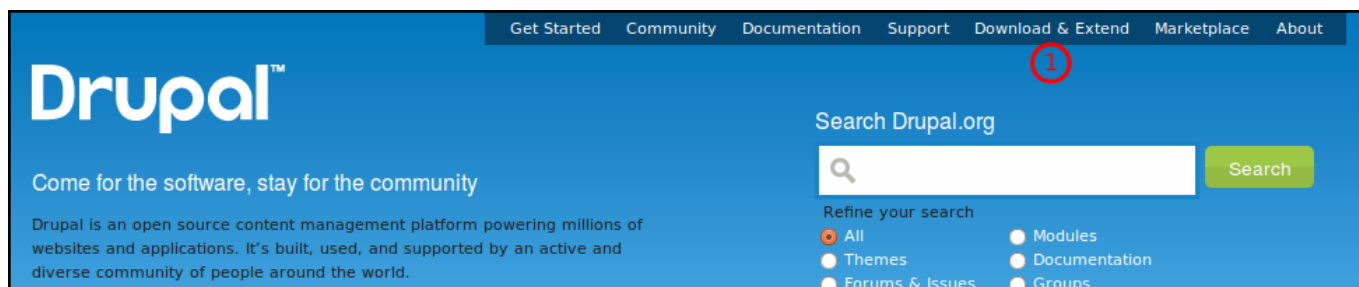 Get Started Community Documentation Support Download & Extend Marketplace About
1
Drupal™
Search Drupal.org
Search
Come for the software, stay for the community
Drupal is an open source content management platform powering millions of
websites and applications. It's built, used, and supported by an active and
diverse community of people around the world.
Refine your search
All Modules
Themes Documentation
Forums & Issues Groups